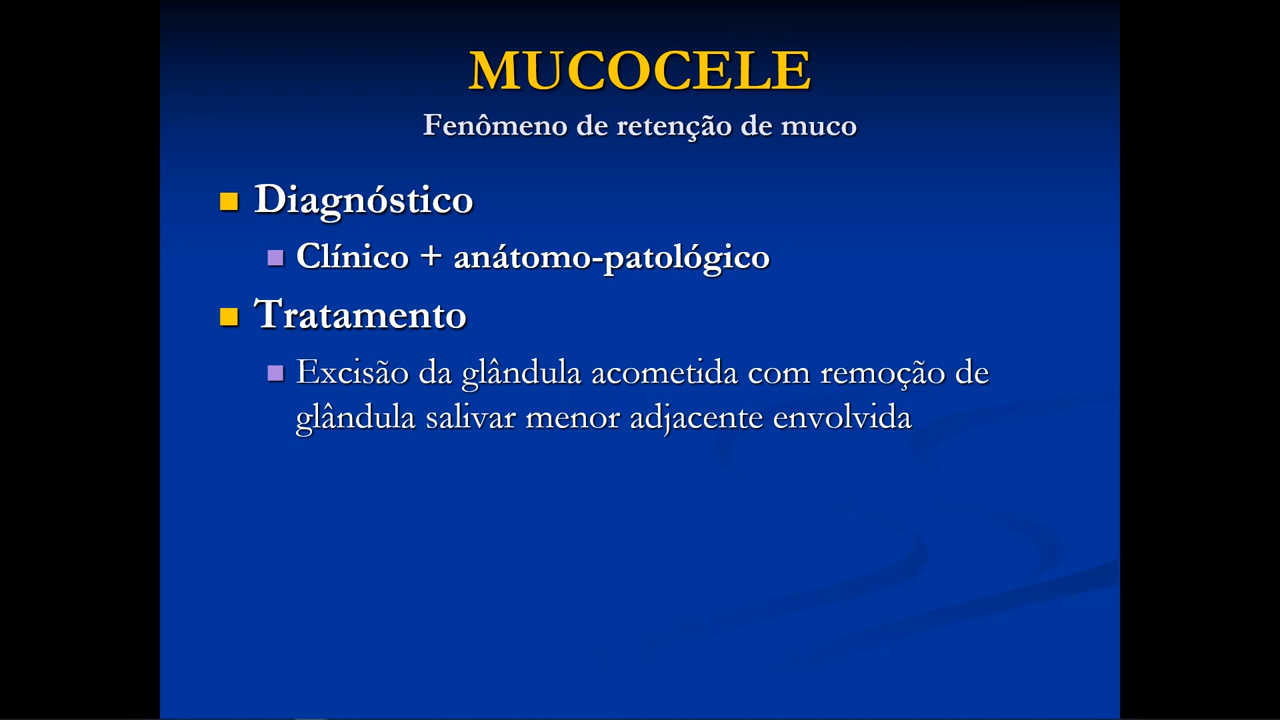 MUCOCELE
Fenômeno de retenção de muco
Diagnóstico
Clínico + anátomo-patológico
Tratamento
Excisão da glândula acometida com remoção de
glândula salivar menor adjacente envolvida